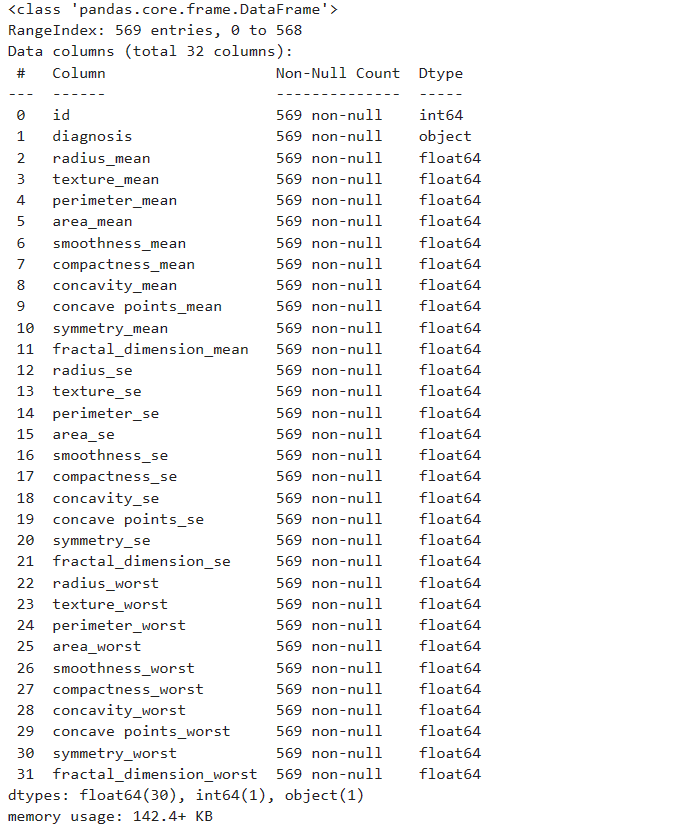 <class 'pandas.core.frame.DataFrame'>
RangeIndex: 569 entries, 0 to 568
Data columns (total 32 columns):
 #   Column                   Non-Null Count  Dtype
---  ------                   --------------  -----
 0   id                       569 non-null    int64
 1   diagnosis                569 non-null    object
 2   radius_mean              569 non-null    float64
 3   texture_mean             569 non-null    float64
 4   perimeter_mean           569 non-null    float64
 5   area_mean                569 non-null    float64
 6   smoothness_mean          569 non-null    float64
 7   compactness_mean         569 non-null    float64
 8   concavity_mean           569 non-null    float64
 9   concave points_mean      569 non-null    float64
 10  symmetry_mean            569 non-null    float64
 11  fractal_dimension_mean   569 non-null    float64
 12  radius_se                569 non-null    float64
 13  texture_se               569 non-null    float64
 14  perimeter_se             569 non-null    float64
 15  area_se                  569 non-null    float64
 16  smoothness_se            569 non-null    float64
 17  compactness_se           569 non-null    float64
 18  concavity_se             569 non-null    float64
 19  concave points_se        569 non-null    float64
 20  symmetry_se              569 non-null    float64
 21  fractal_dimension_se     569 non-null    float64
 22  radius_worst             569 non-null    float64
 23  texture_worst            569 non-null    float64
 24  perimeter_worst          569 non-null    float64
 25  area_worst               569 non-null    float64
 26  smoothness_worst         569 non-null    float64
 27  compactness_worst        569 non-null    float64
 28  concavity_worst          569 non-null    float64
 29  concave points_worst     569 non-null    float64
 30  symmetry_worst           569 non-null    float64
 31  fractal_dimension_worst  569 non-null    float64
dtypes: float64(30), int64(1), object(1)
memory usage: 142.4+ KB